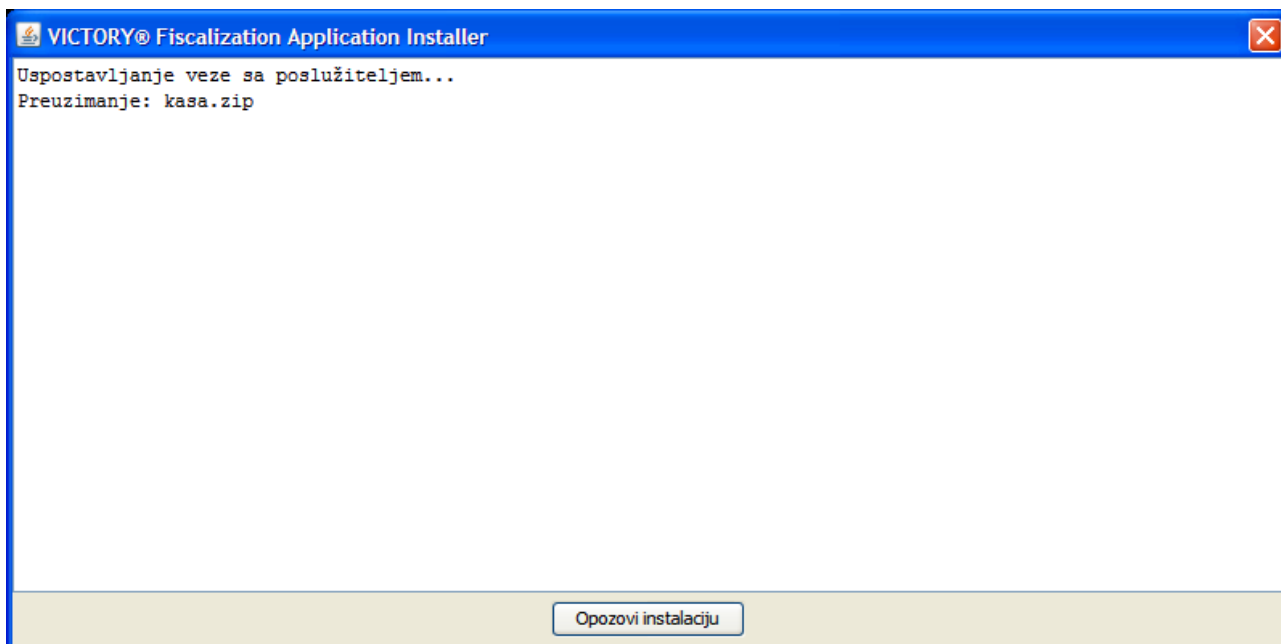 VICTORY® Fiscalization Application Installer
Uspostavljanje veze sa poslužiteljem...
Preuzimanje: kasa.zip
Opozovi instalaciju